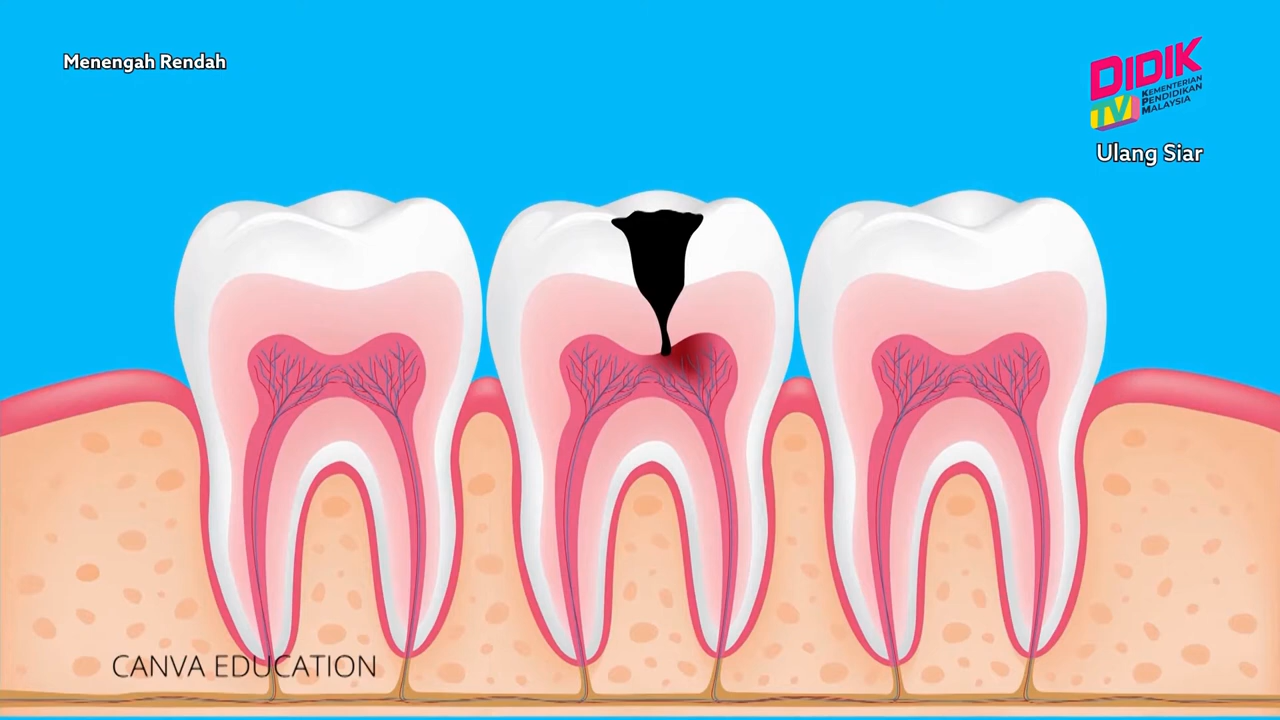 Menengah Rendah
DIDIK
TV
KEMENTERIAN
PENDIDIKAN
MALAYSIA
Ulang Siar
CANVA EDUCATION